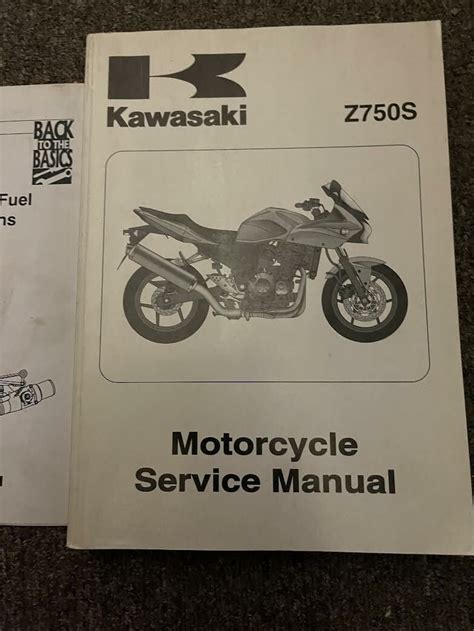 BACK
TO THE
BASICS
Fuel
ns
Kawasaki
Z750S
Motorcycle
Service Manual